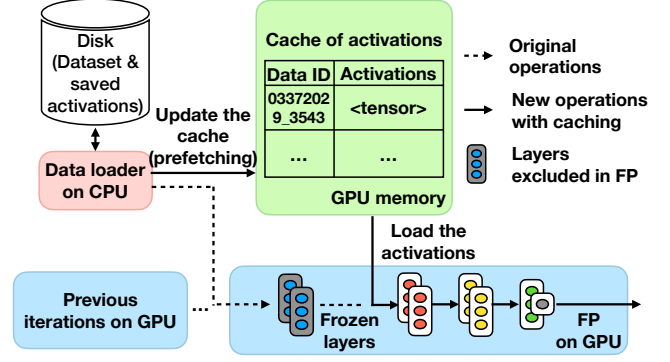 Disk
(Dataset &
saved
activations)
Update the
cache
(prefetching)
Data loader
on CPU
Cache of activations
Data ID Activations
0337202
9_3543
<tensor>
... ...
GPU memory
Original
operations
New operations
with caching
Layers
excluded in FP
Load the
activations
Previous
iterations on GPU
...
Frozen
layers
FP
on GPU